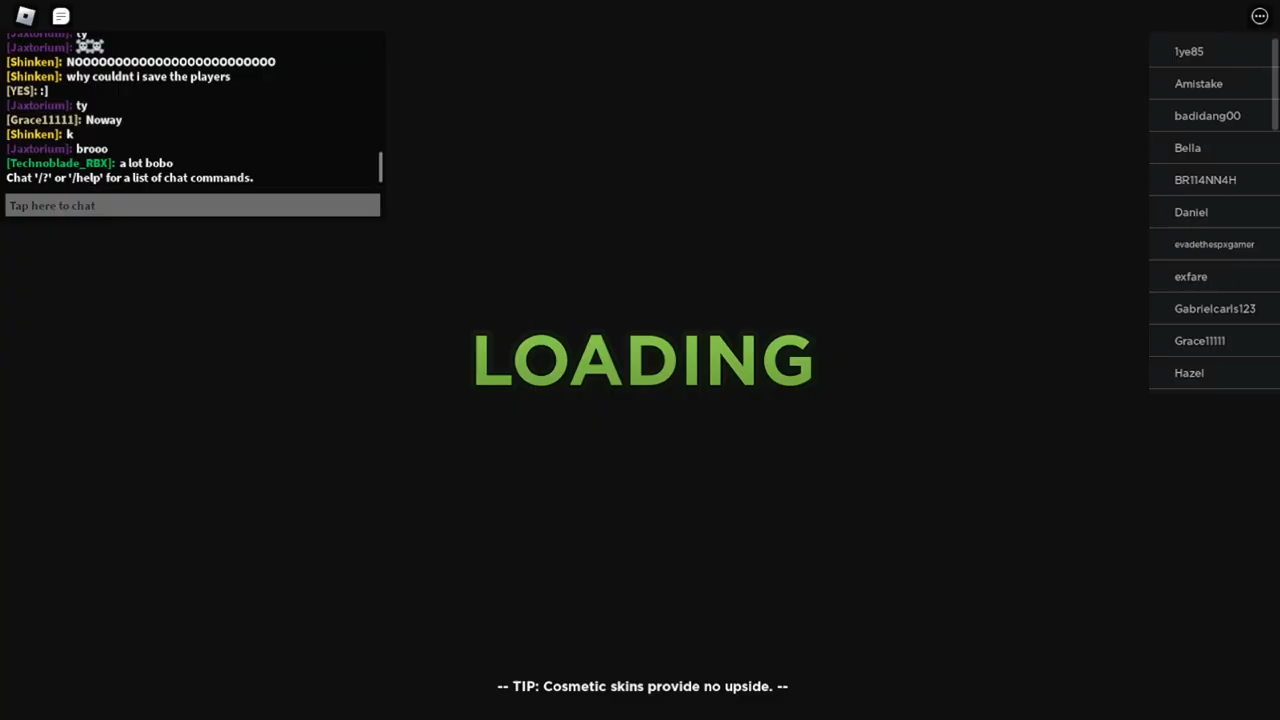 [Jaxtorium]: ty
[Jaxtorium]: ☠☠
[Shinken]: NOOOOOOOOOOOOOOOOOOOOOOOOOO
[Shinken]: why couldnt i save the players
[YES]: :]
[Jaxtorium]: ty
[Grace11111]: Noway
[Shinken]: k
[Jaxtorium]: brooo
[Technoblade_RBX]: a lot bobo
Chat '/?' or '/help' for a list of chat commands.
Tap here to chat
1ye85
Amistake
badidang00
Bella
BR114NN4H
Daniel
evadethespxgamer
exfare
Gabrielcarls123
Grace11111
Hazel
LOADING
-- TIP: Cosmetic skins provide no upside. --